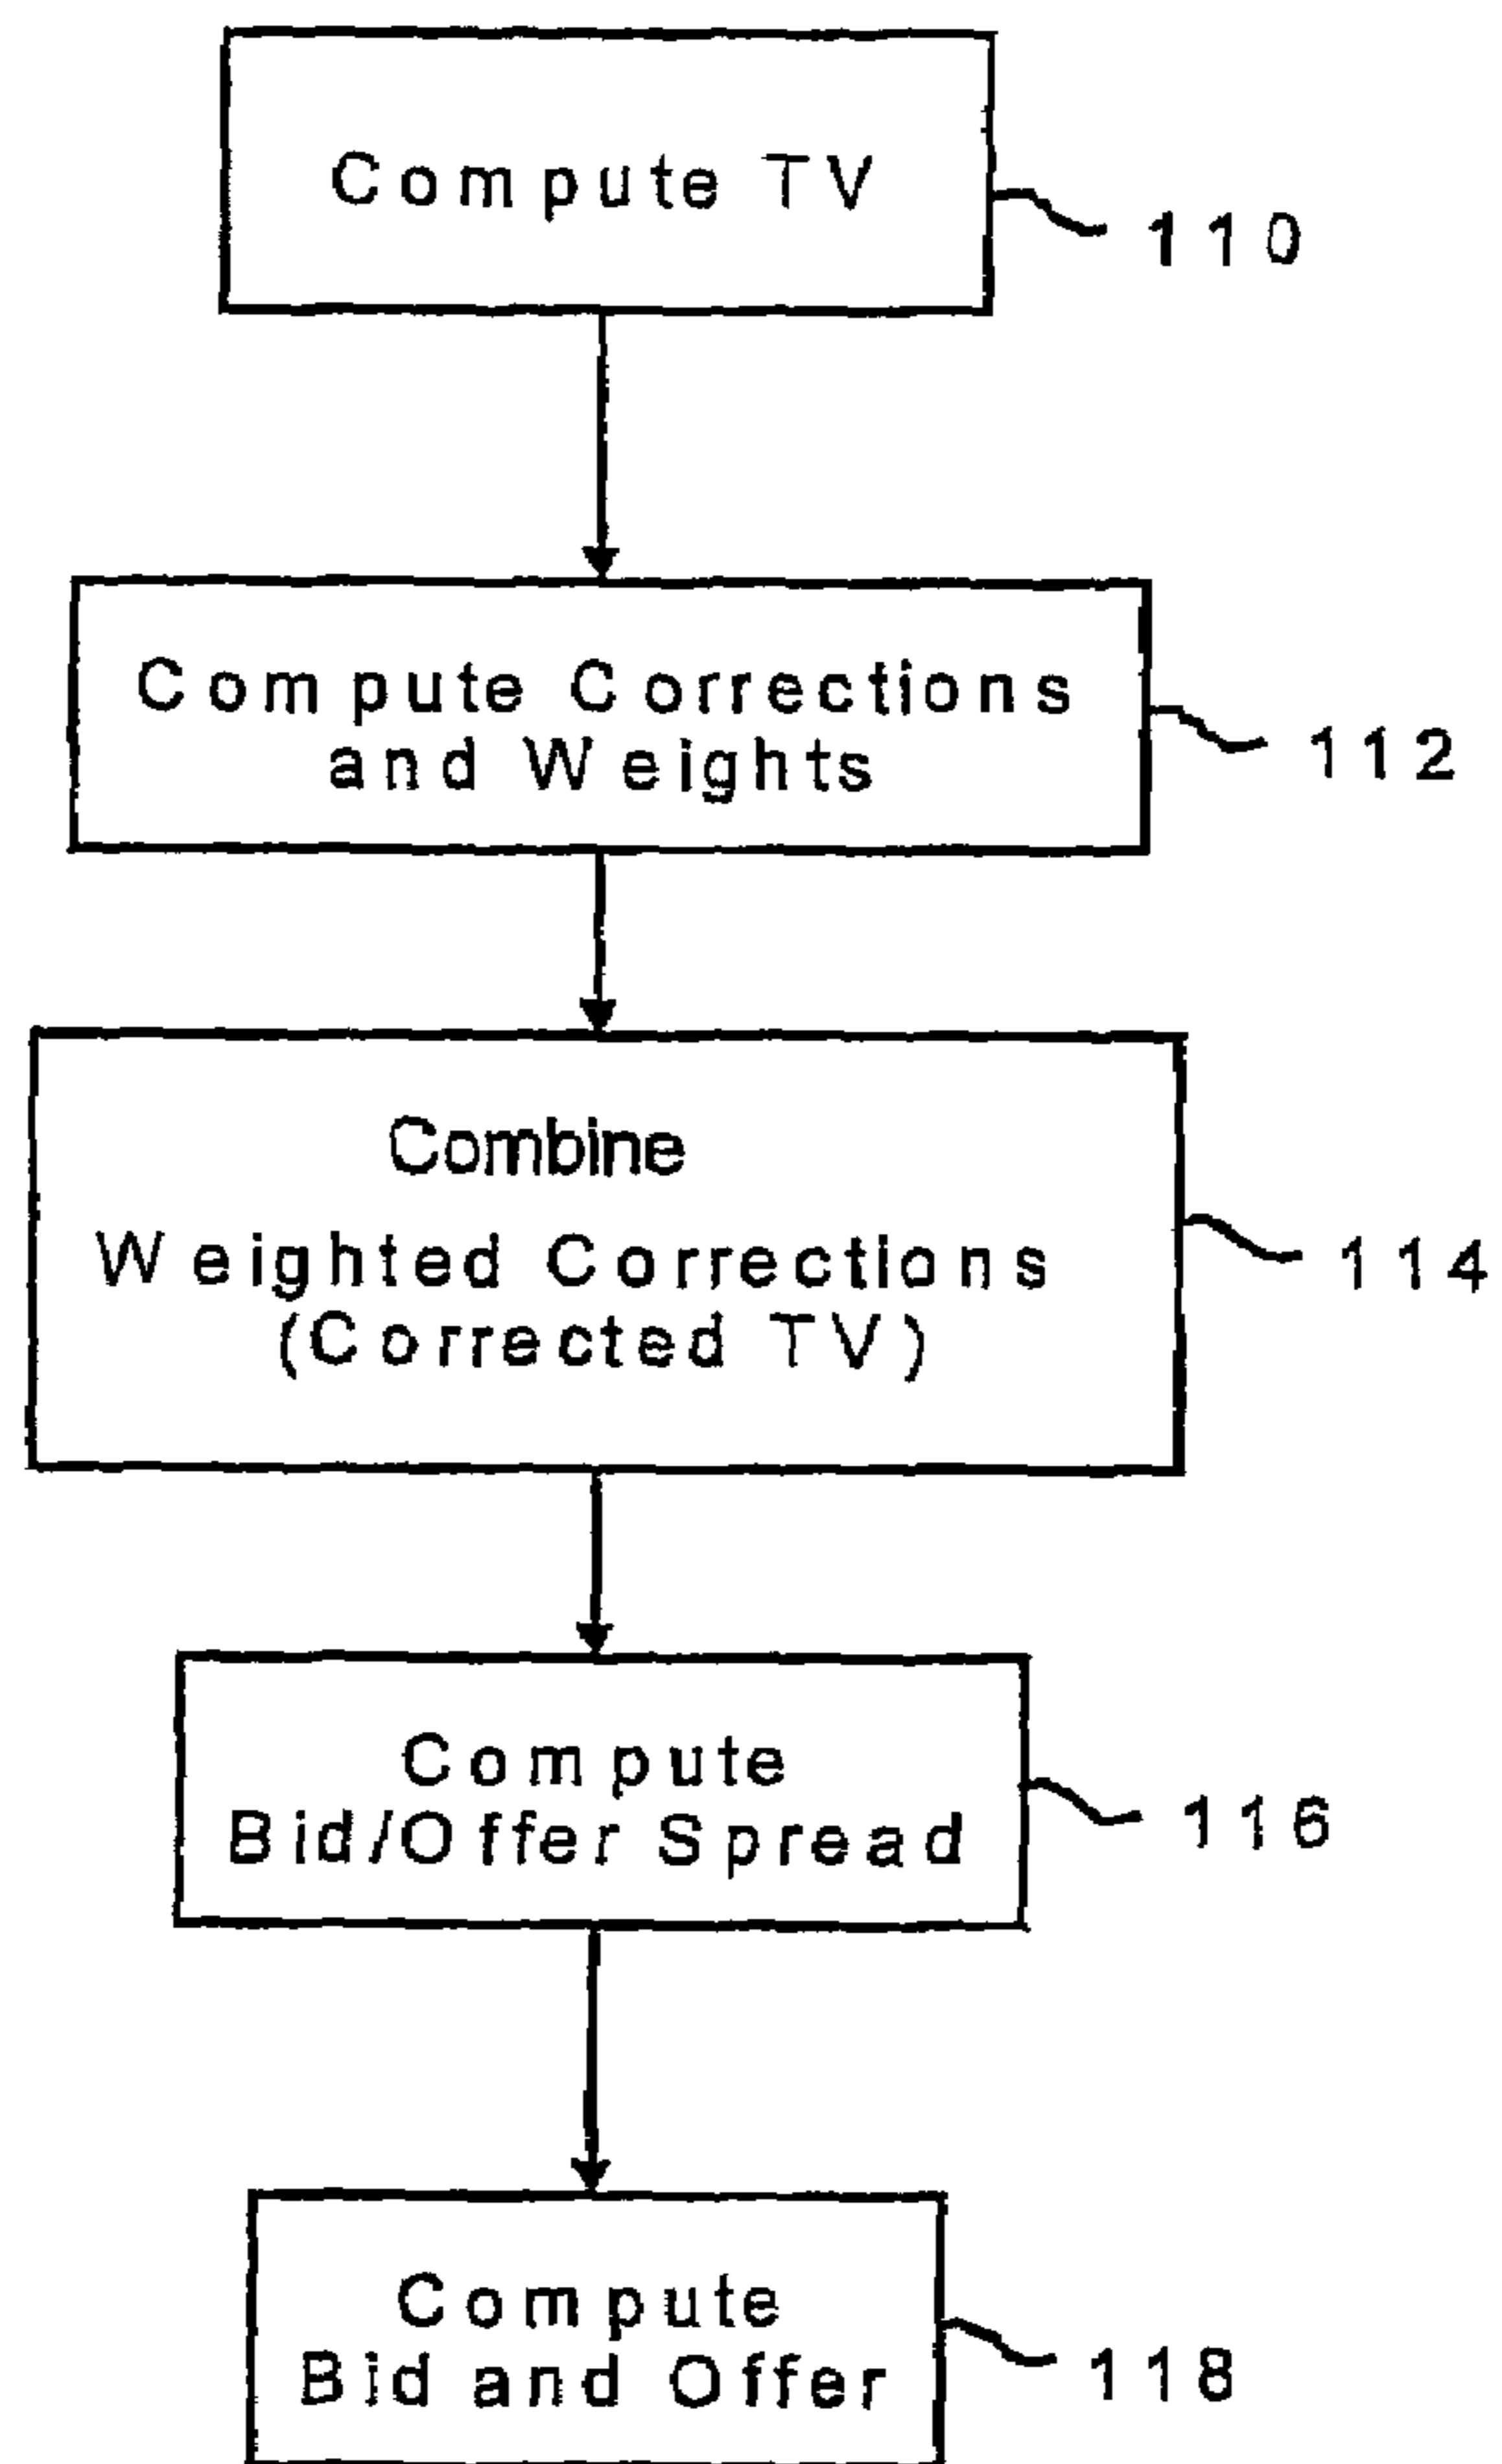 Compute TV
110
Compute Corrections
and Weights
112
Combine
Weighted Corrections
(Corrected TV)
114
Compute
Bid/Offer Spread
116
Compute
Bid and Offer
118